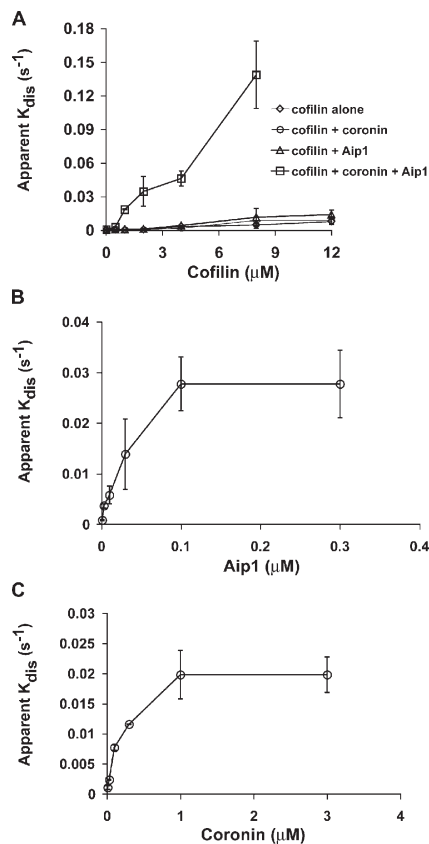 A
Apparent Kdis (s-1)
0.18
0.15
0.12
0.09
0.06
0.03
0
0 3 6 9 12
Cofilin (μM)
cofilin alone
cofilin + coronin
cofilin + Aip1
cofilin + coronin + Aip1
B
Apparent Kdis (s-1)
0.04
0.03
0.02
0.01
0
0 0.1 0.2 0.3 0.4
Aip1 (μM)
C
Apparent Kdis (s-1)
0.03
0.025
0.02
0.015
0.01
0.005
0
0 1 2 3 4
Coronin (μM)